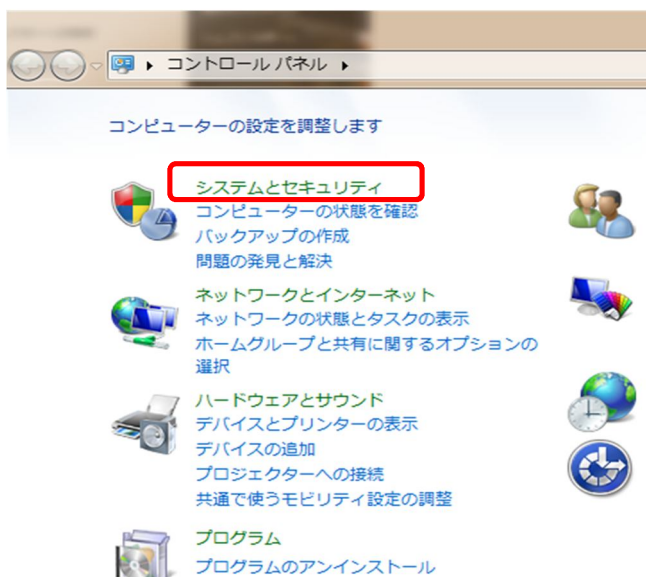 コントロール パネル
コンピューターの設定を調整します
システムとセキュリティ
コンピューターの状態を確認
バックアップの作成
問題の発見と解決
ネットワークとインターネット
ネットワークの状態とタスクの表示
ホームグループと共有に関するオプションの
選択
ハードウェアとサウンド
デバイスとプリンターの表示
デバイスの追加
プロジェクターへの接続
共通で使うモビリティ設定の調整
プログラム
プログラムのアンインストール